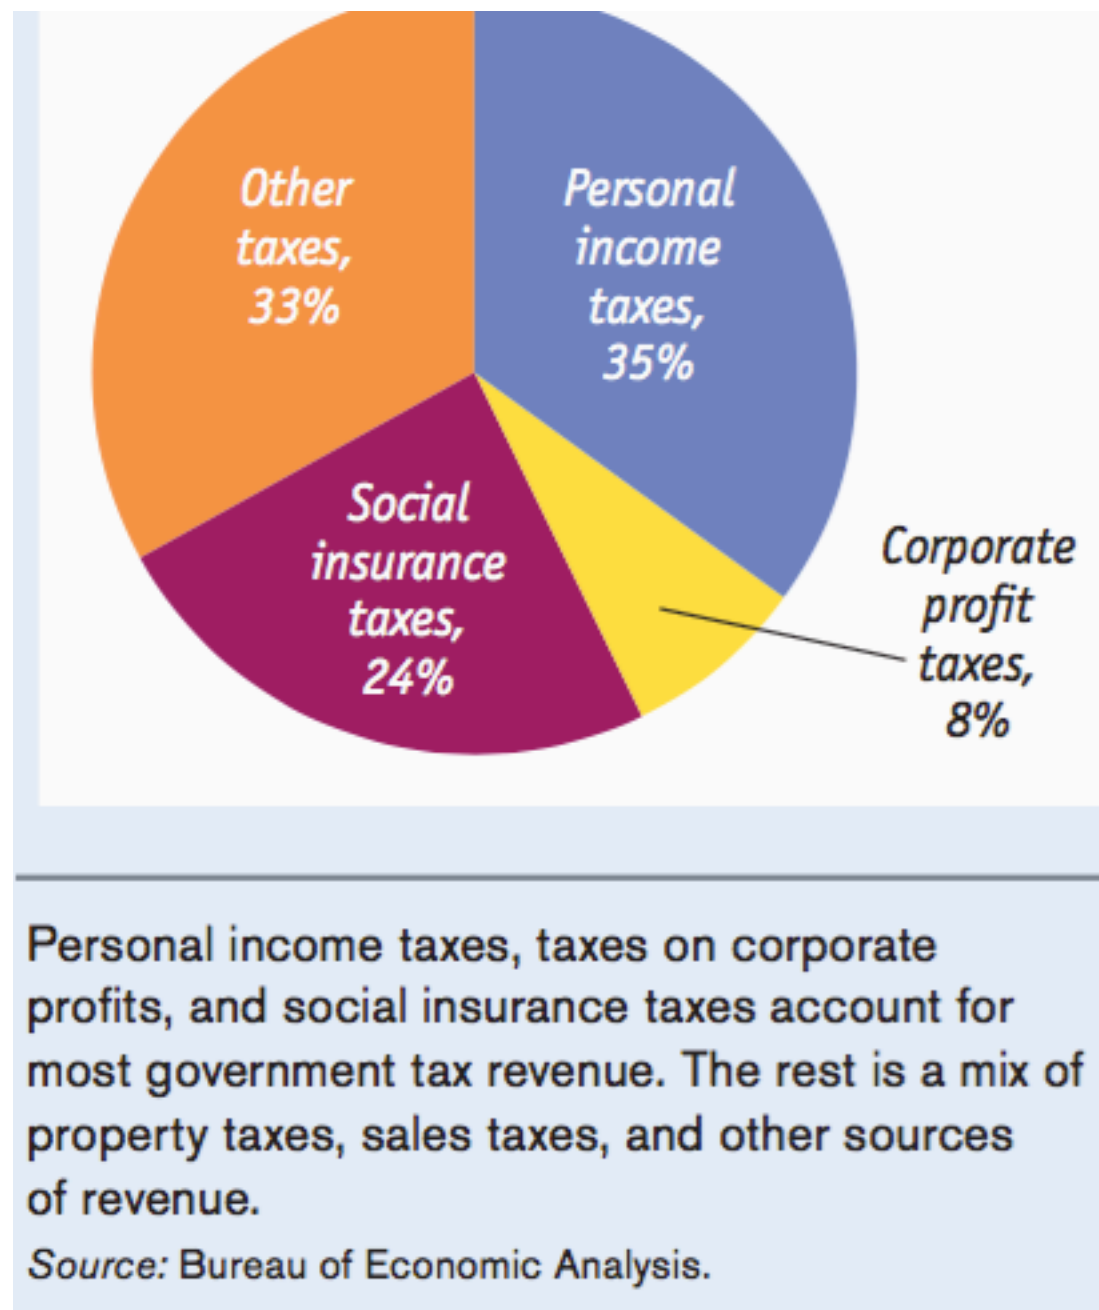 Other
taxes,
33%
Personal
income
taxes,
35%
Social
insurance
taxes,
24%
Corporate
profit
taxes,
8%
Personal income taxes, taxes on corporate
profits, and social insurance taxes account for
most government tax revenue. The rest is a mix of
property taxes, sales taxes, and other sources
of revenue.
Source: Bureau of Economic Analysis.